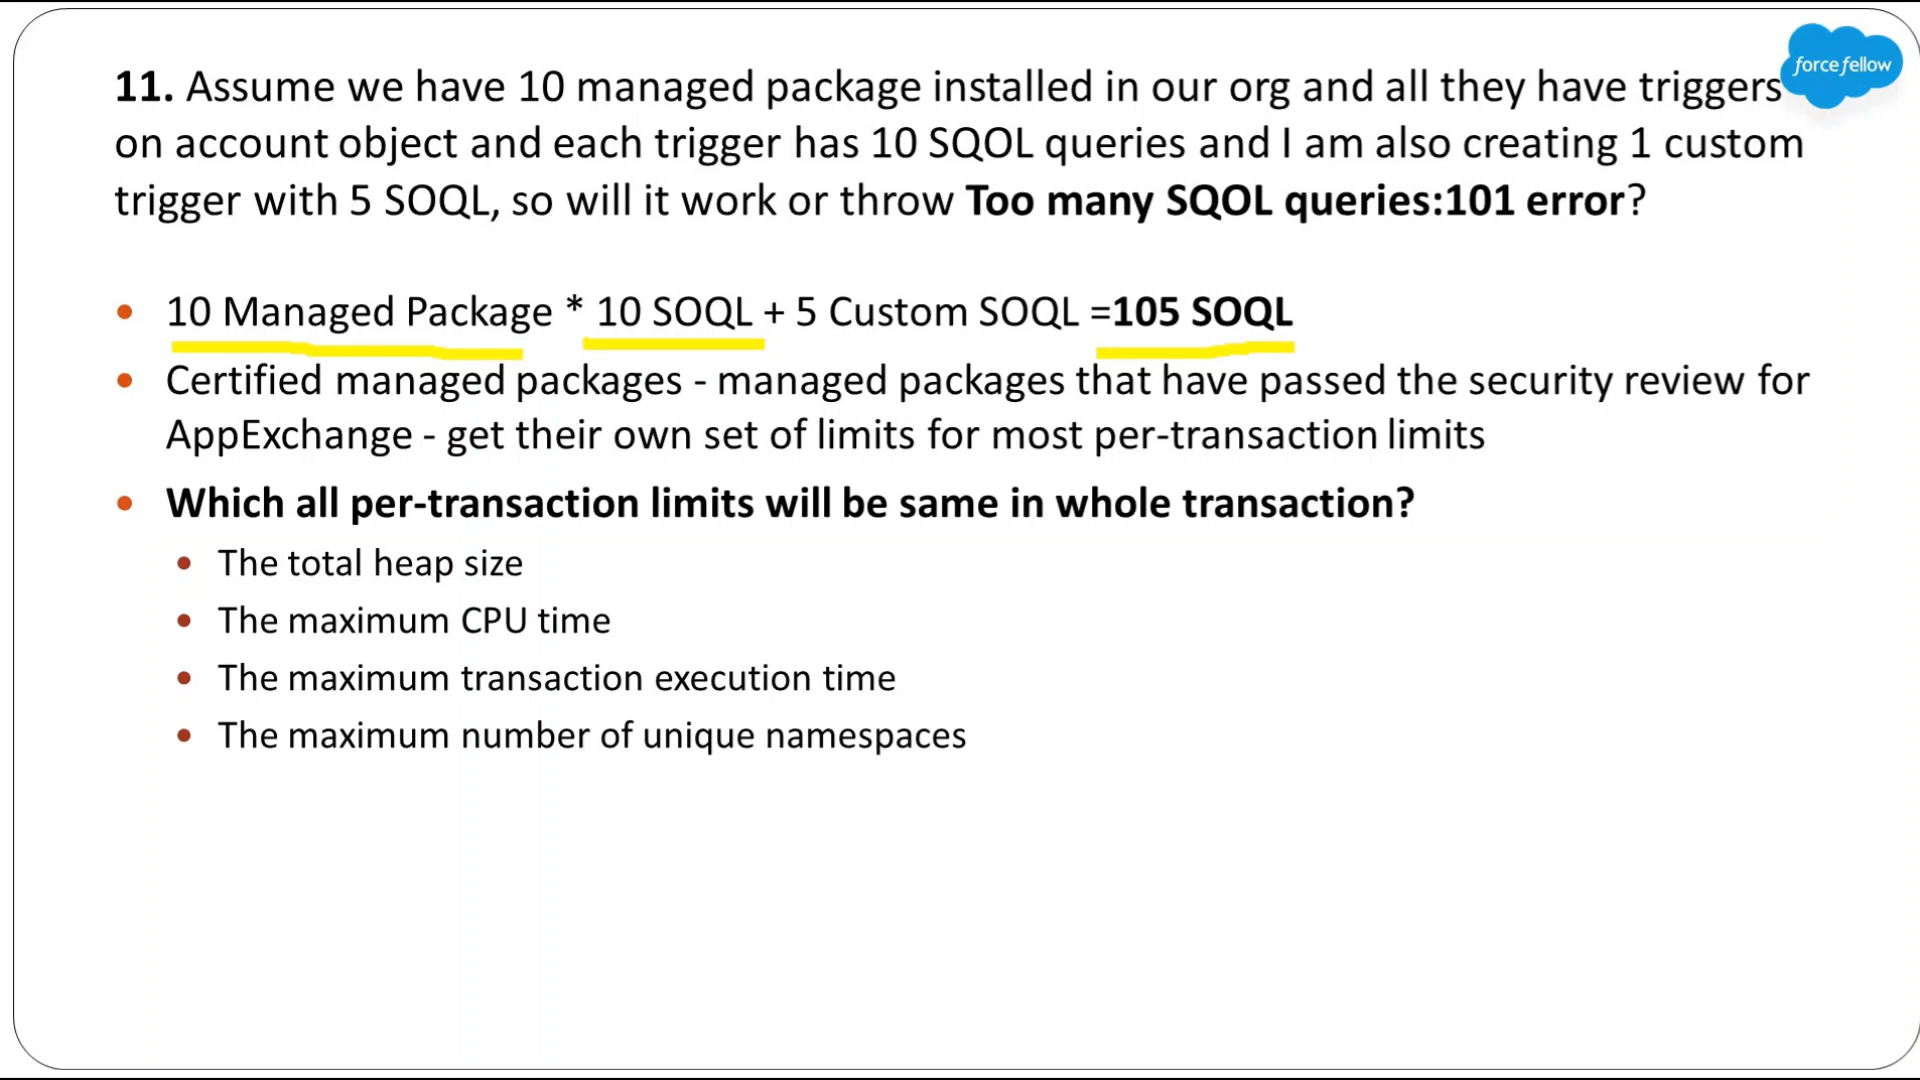 force fellow
11. Assume we have 10 managed package installed in our org and all they have triggers
on account object and each trigger has 10 SQOL queries and I am also creating 1 custom
trigger with 5 SOQL, so will it work or throw Too many SQOL queries:101 error?
• 10 Managed Package * 10 SOQL + 5 Custom SOQL =105 SOQL
• Certified managed packages - managed packages that have passed the security review for
AppExchange - get their own set of limits for most per-transaction limits
• Which all per-transaction limits will be same in whole transaction?
• The total heap size
• The maximum CPU time
• The maximum transaction execution time
• The maximum number of unique namespaces